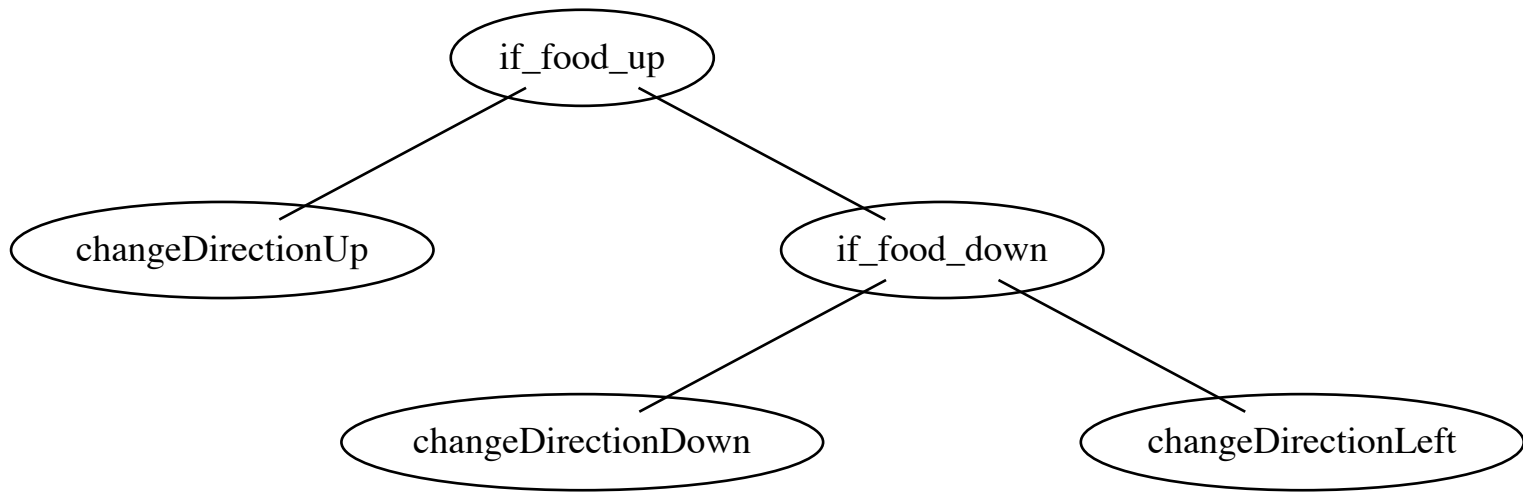 if_food_up
changeDirectionUp
if_food_down
changeDirectionDown
changeDirectionLeft